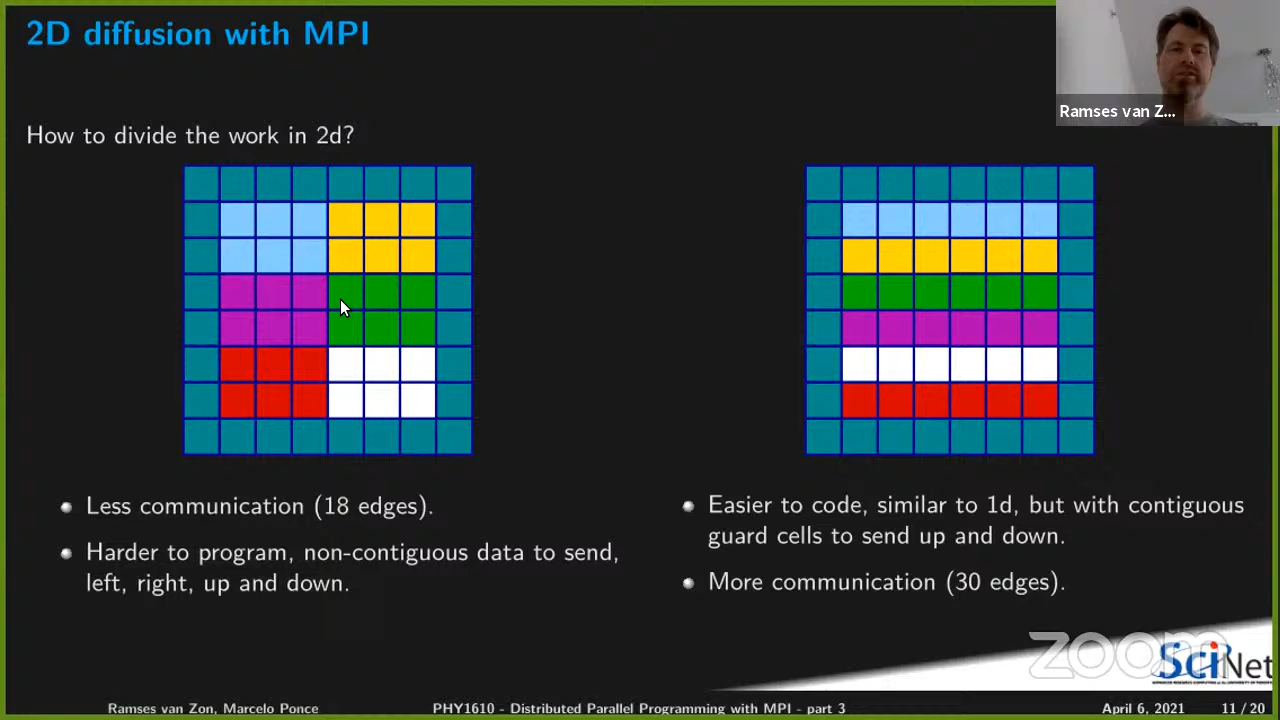 2D diffusion with MPI
Ramses van Z...
How to divide the work in 2d?
Less communication (18 edges).
Harder to program, non-contiguous data to send,
left, right, up and down.
Easier to code, similar to 1d, but with contiguous
guard cells to send up and down.
More communication (30 edges).
zoom
SciNet
Ramses van Zon, Marcelo Ponce
PHY1610 - Distributed Parallel Programming with MPI - part 3
April 6, 2021
11 / 20